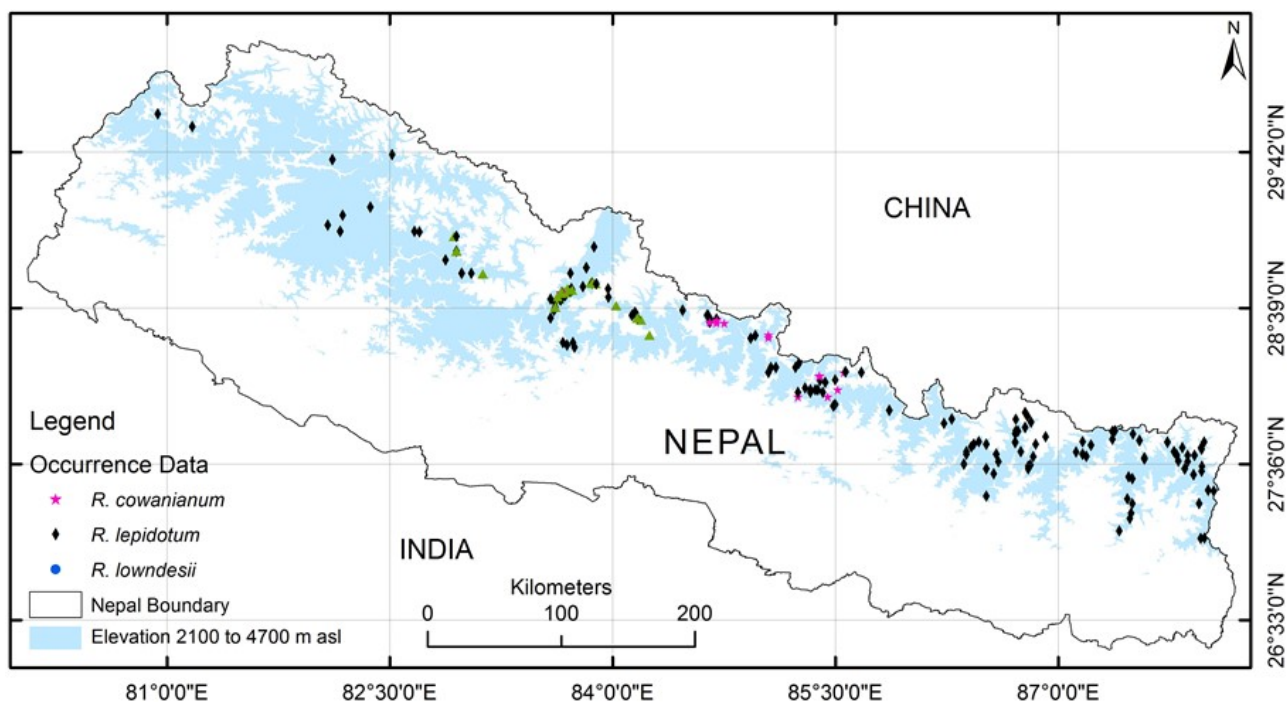 N
29°42'0"N
CHINA
28°39'0"N
NEPAL
27°36'0"N
INDIA
26°33'0"N
Legend
Occurrence Data
R. cowanianum
R. lepidotum
R. lowndesii
Nepal Boundary
Elevation 2100 to 4700 m asl
Kilometers
0 100 200
81°0'0"E 82°30'0"E 84°0'0"E 85°30'0"E 87°0'0"E